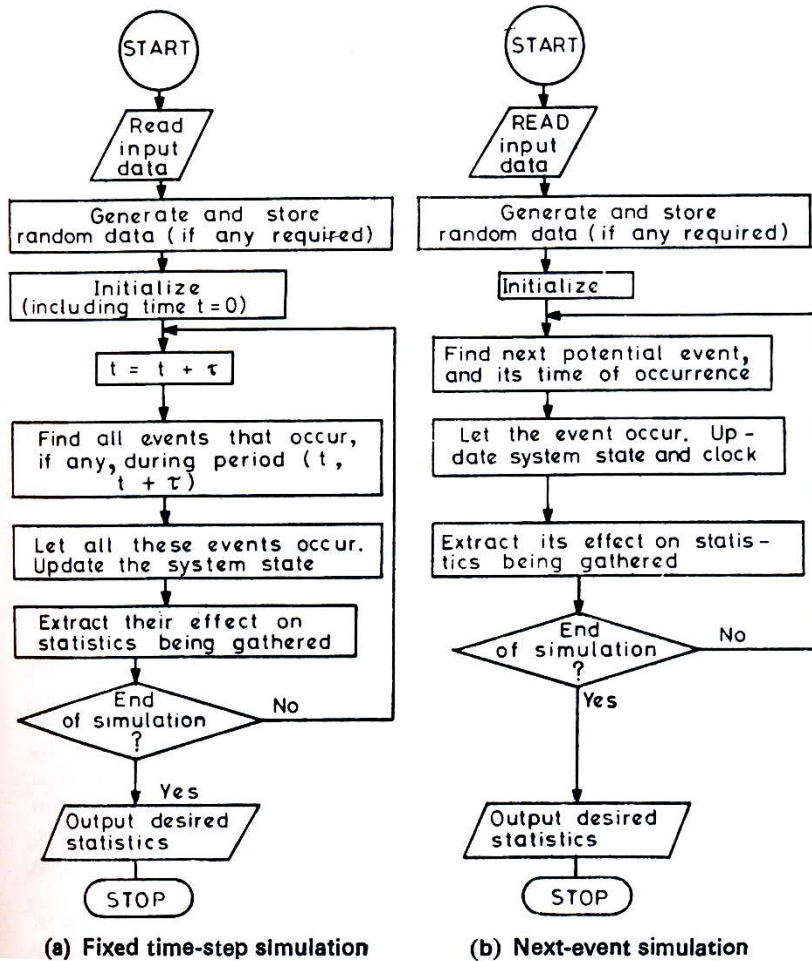 START
Read
input
data
Generate and store
random data (if any required)
Initialize
(including time t=0)
t = t + τ
Find all events that occur,
if any, during period (t,
t + τ)
Let all these events occur.
Update the system state
Extract their effect on
statistics being gathered
End
of simulation
?
No
Yes
Output desired
statistics
STOP
(a) Fixed time-step simulation
START
READ
input
data
Generate and store
random data (if any required)
Initialize
Find next potential event,
and its time of occurrence
Let the event occur. Up-
date system state and clock
Extract its effect on statis-
tics being gathered
End
of simulation
?
No
Yes
Output desired
statistics
STOP
(b) Next-event simulation